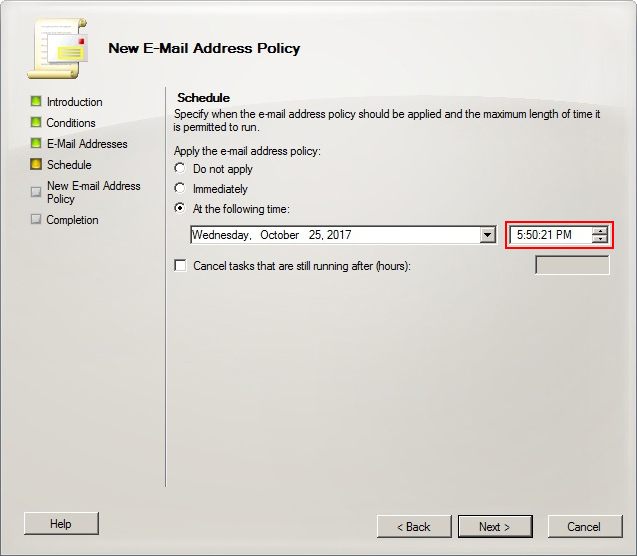 New E-Mail Address Policy
Introduction
Conditions
E-Mail Addresses
Schedule
New E-mail Address
Policy
Completion
Schedule
Specify when the e-mail address policy should be applied and the maximum length of time it
is permitted to run.
Apply the e-mail address policy:
Do not apply
Immediately
At the following time:
Wednesday, October 25, 2017
5:50:21 PM
Cancel tasks that are still running after (hours):
Help
< Back
Next >
Cancel